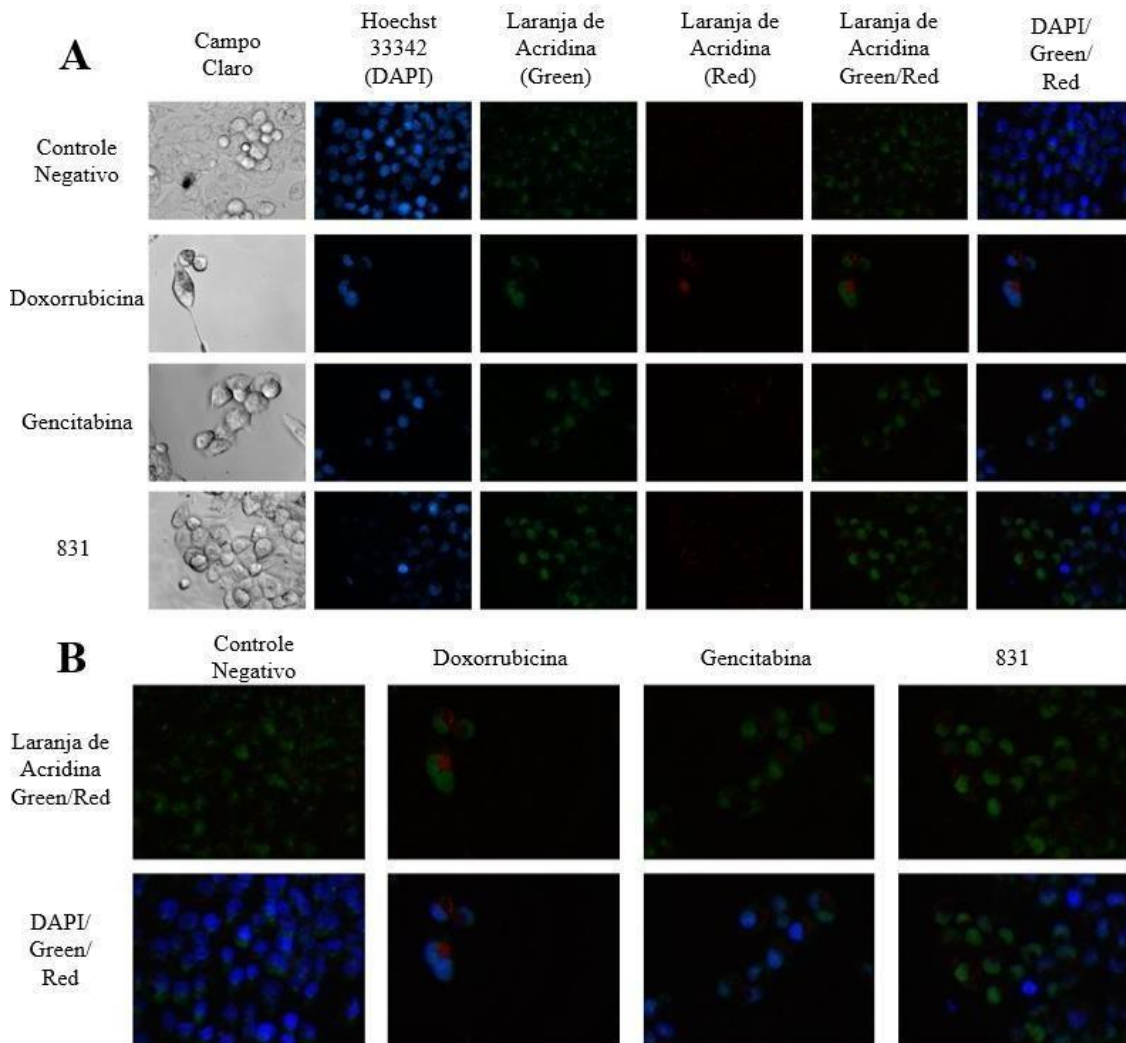 A
Campo
Claro
Hoechst
33342
(DAPI)
Laranja de
Acridina
(Green)
Laranja de
Acridina
(Red)
Laranja de
Acridina
Green/Red
DAPI/
Green/
Red
Controle
Negativo
Doxorrubicina
Gencitabina
831
B
Controle
Negativo
Doxorrubicina
Gencitabina
831
Laranja de
Acridina
Green/Red
DAPI/
Green/
Red